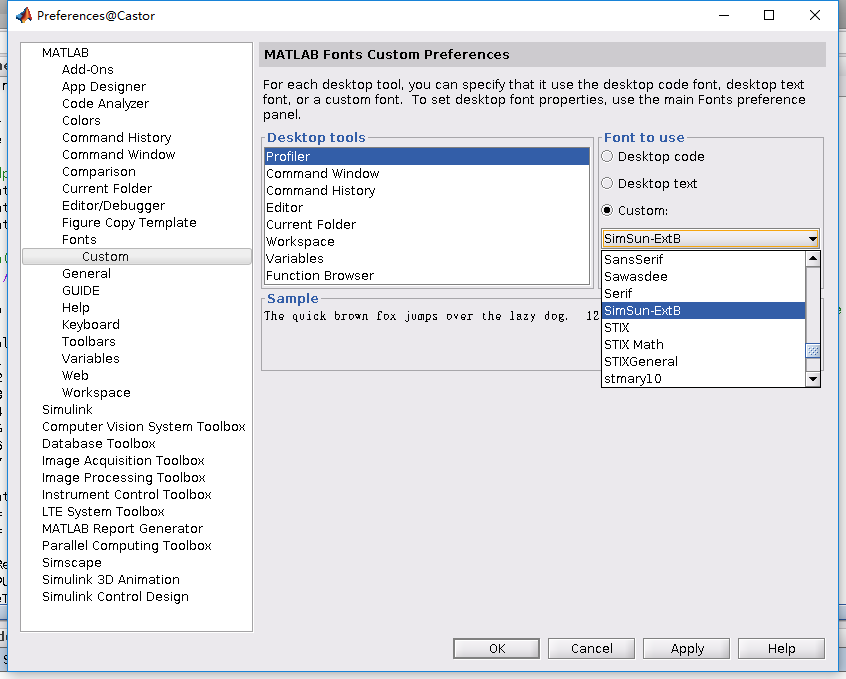 Preferences@Castor
MATLAB
Add-Ons
App Designer
Code Analyzer
Colors
Command History
Command Window
Comparison
Current Folder
Editor/Debugger
Figure Copy Template
Fonts
Custom
General
GUIDE
Help
Keyboard
Toolbars
Variables
Web
Workspace
Simulink
Computer Vision System Toolbox
Database Toolbox
Image Acquisition Toolbox
Image Processing Toolbox
Instrument Control Toolbox
LTE System Toolbox
MATLAB Report Generator
Parallel Computing Toolbox
Simscape
Simulink 3D Animation
Simulink Control Design
MATLAB Fonts Custom Preferences
For each desktop tool, you can specify that it use the desktop code font, desktop text
font, or a custom font.  To set desktop font properties, use the main Fonts preference
panel.
Desktop tools
Profiler
Command Window
Command History
Editor
Current Folder
Workspace
Variables
Function Browser
Font to use
Desktop code
Desktop text
Custom:
SimSun-ExtB
SansSerif
Sawasdee
Serif
SimSun-ExtB
STIX
STIX Math
STIXGeneral
stmary10
Sample
The quick brown fox jumps over the lazy dog.  12
OK
Cancel
Apply
Help